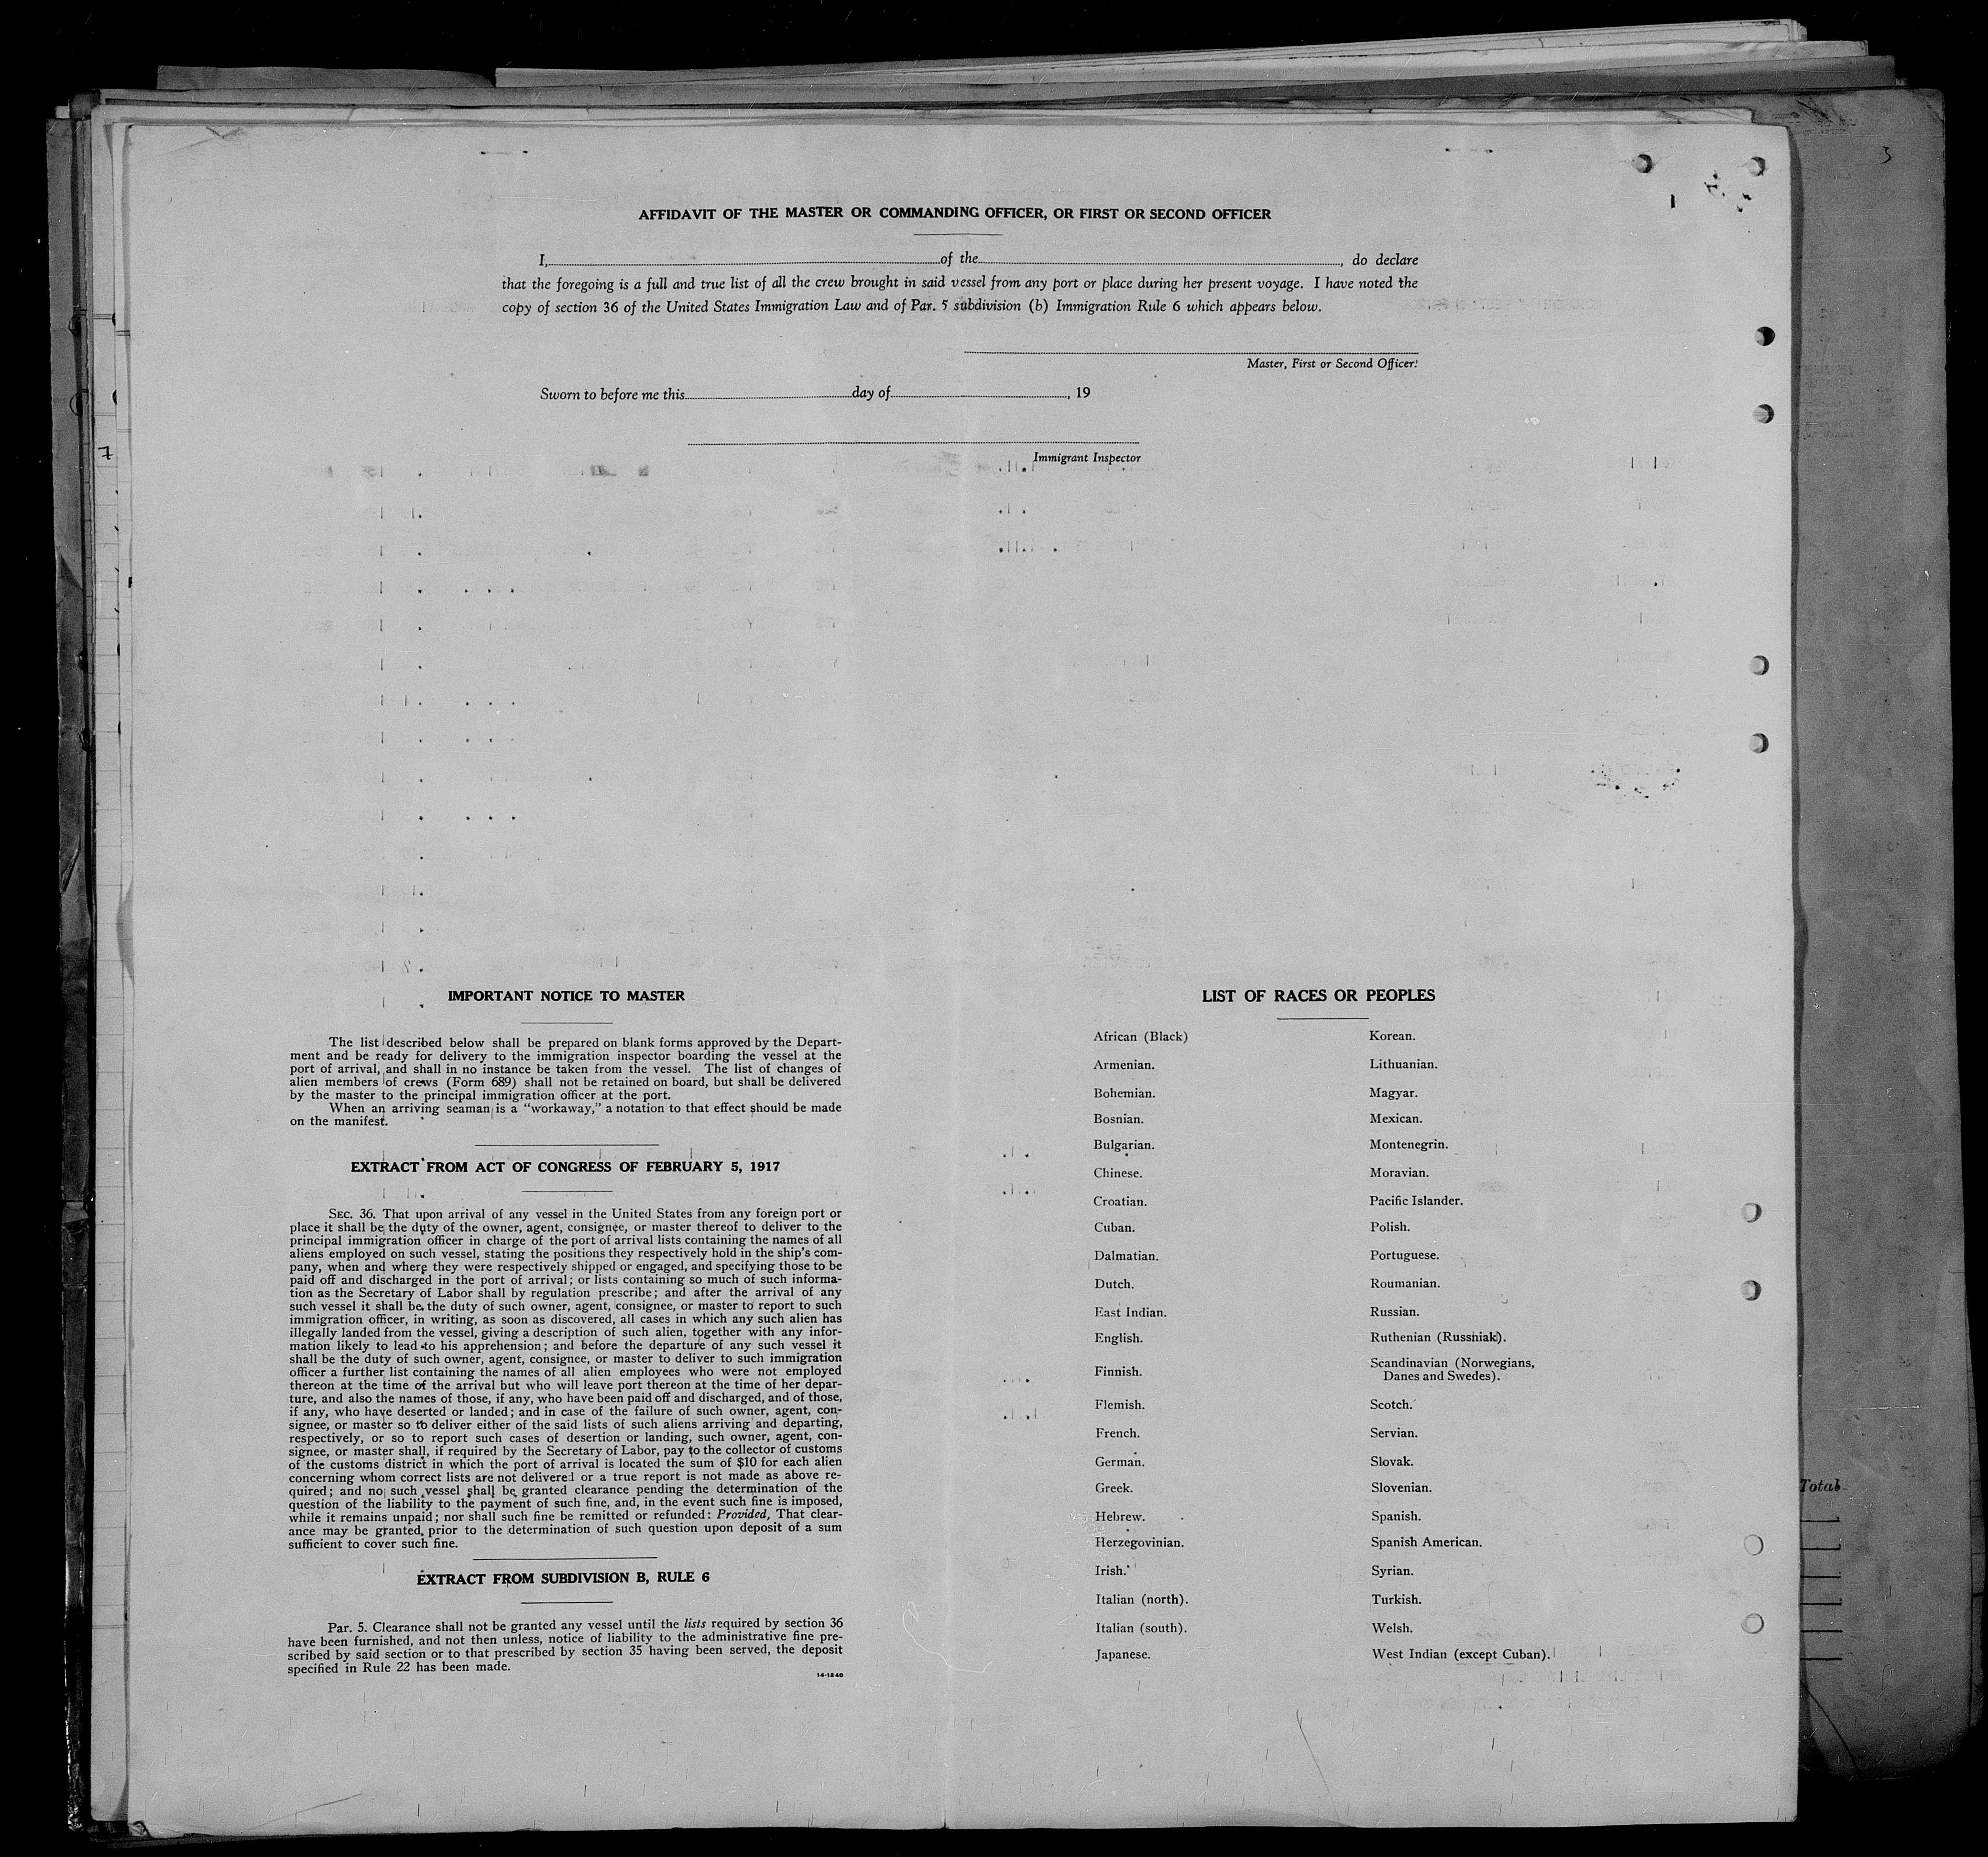 3
AFFIDAVIT OF THE MASTER OR COMMANDING OFFICER, OR FIRST OR SECOND OFFICER
I, of the , do declare
that the foregoing is a full and true list of all the crew brought in said vessel from any port or place during her present voyage. I have noted the
copy of section 36 of the United States Immigration Law and of Par. 5 subdivision (b) Immigration Rule 6 which appears below.
Master, First or Second Officer.
Sworn to before me this day of , 19
7
Immigrant Inspector
IMPORTANT NOTICE TO MASTER
The list described below shall be prepared on blank forms approved by the Depart-
ment and be ready for delivery to the immigration inspector boarding the vessel at the
port of arrival, and shall in no instance be taken from the vessel. The list of changes of
alien members of crews (Form 689) shall not be retained on board, but shall be delivered
by the master to the principal immigration officer at the port.
When an arriving seaman is a “workaway,” a notation to that effect should be made
on the manifest.
EXTRACT FROM ACT OF CONGRESS OF FEBRUARY 5, 1917
SEC. 36. That upon arrival of any vessel in the United States from any foreign port or
place it shall be the duty of the owner, agent, consignee, or master thereof to deliver to the
principal immigration officer in charge of the port of arrival lists containing the names of all
aliens employed on such vessel, stating the positions they respectively hold in the ship’s com-
pany, when and where they were respectively shipped or engaged, and specifying those to be
paid off and discharged in the port of arrival; or lists containing so much of such informa-
tion as the Secretary of Labor shall by regulation prescribe; and after the arrival of any
such vessel it shall be the duty of such owner, agent, consignee, or master to report to such
immigration officer, in writing, as soon as discovered, all cases in which any such alien has
illegally landed from the vessel, giving a description of such alien, together with any infor-
mation likely to lead to his apprehension; and before the departure of any such vessel it
shall be the duty of such owner, agent, consignee, or master to deliver to such immigration
officer a further list containing the names of all alien employees who were not employed
thereon at the time of the arrival but who will leave port thereon at the time of her depar-
ture, and also the names of those, if any, who have been paid off and discharged, and of those,
if any, who have deserted or landed; and in case of the failure of such owner, agent, con-
signee, or master so to deliver either of the said lists of such aliens arriving and departing,
respectively, or so to report such cases of desertion or landing, such owner, agent, con-
signee, or master shall, if required by the Secretary of Labor, pay to the collector of customs
of the customs district in which the port of arrival is located the sum of $10 for each alien
concerning whom correct lists are not delivered or a true report is not made as above re-
quired; and no such vessel shall be granted clearance pending the determination of the
question of the liability to the payment of such fine, and, in the event such fine is imposed,
while it remains unpaid; nor shall such fine be remitted or refunded: Provided, That clear-
ance may be granted prior to the determination of such question upon deposit of a sum
sufficient to cover such fine.
EXTRACT FROM SUBDIVISION B, RULE 6
Par. 5. Clearance shall not be granted any vessel until the lists required by section 36
have been furnished, and not then unless, notice of liability to the administrative fine pre-
scribed by said section or to that prescribed by section 35 having been served, the deposit
specified in Rule 22 has been made.
14-1240
LIST OF RACES OR PEOPLES
African (Black)
Armenian.
Bohemian.
Bosnian.
Bulgarian.
Chinese.
Croatian.
Cuban.
Dalmatian.
Dutch.
East Indian.
English.
Finnish.
Flemish.
French.
German.
Greek.
Hebrew.
Herzegovinian.
Irish.
Italian (north).
Italian (south).
Japanese.
Korean.
Lithuanian.
Magyar.
Mexican.
Montenegrin.
Moravian.
Pacific Islander.
Polish.
Portuguese.
Roumanian.
Russian.
Ruthenian (Russniak).
Scandinavian (Norwegians,
Danes and Swedes).
Scotch.
Servian.
Slovak.
Slovenian.
Spanish.
Spanish American.
Syrian.
Turkish.
Welsh.
West Indian (except Cuban).
Total